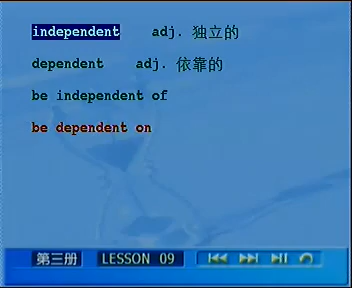 independent adj. 独立的
dependent adj. 依靠的
be independent of
be dependent on
第三册 LESSON 09